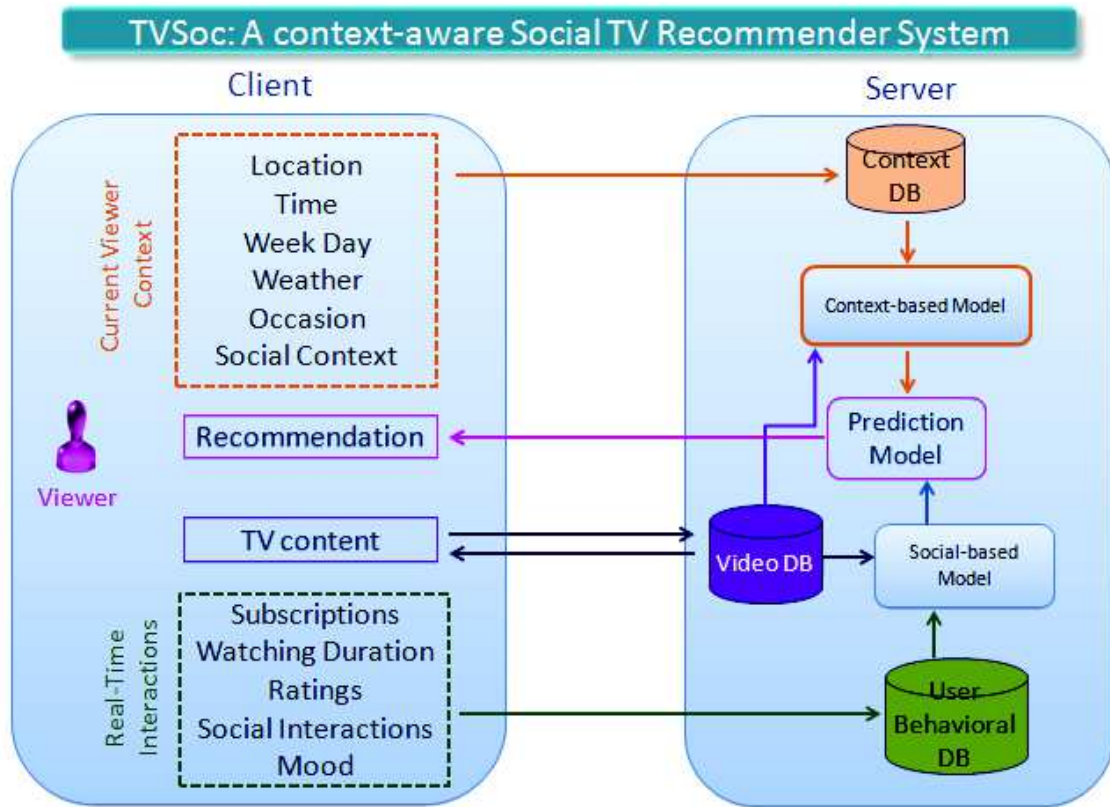 TVSoc: A context-aware Social TV Recommender System
Client
Server
Current Viewer
Context
Location
Time
Week Day
Weather
Occasion
Social Context
Context
DB
Context-based Model
Viewer
Recommendation
Prediction
Model
TV content
Video DB
Social-based
Model
Real-Time
Interactions
Subscriptions
Watching Duration
Ratings
Social Interactions
Mood
User
Behavioral
DB